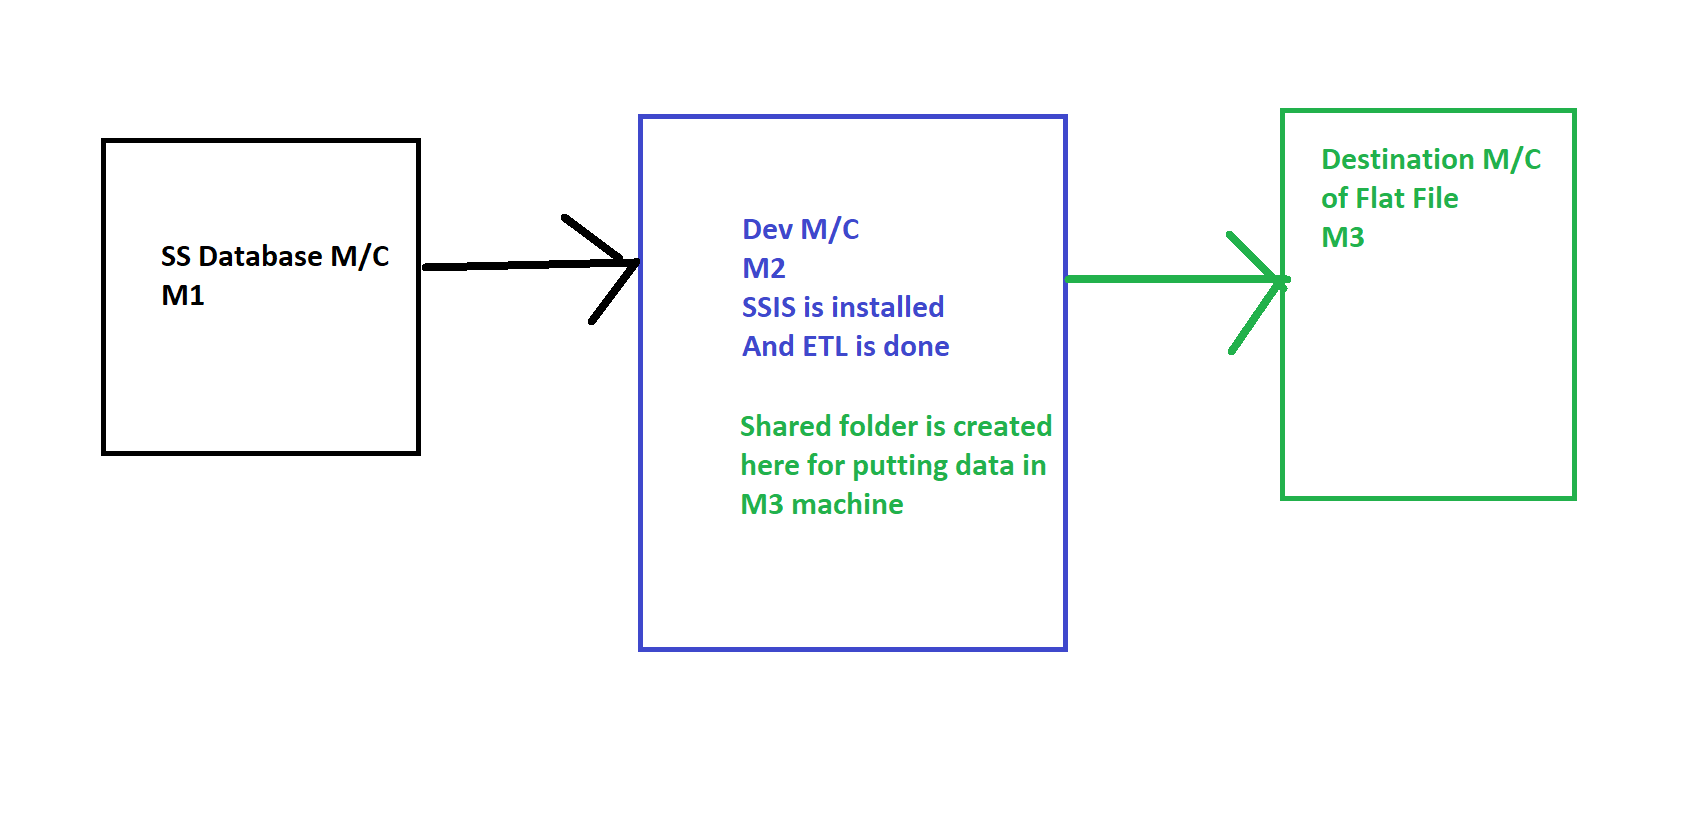 SS Database M/C
M1
Dev M/C
M2
SSIS is installed
And ETL is done
Shared folder is created
here for putting data in
M3 machine
Destination M/C
of Flat File
M3